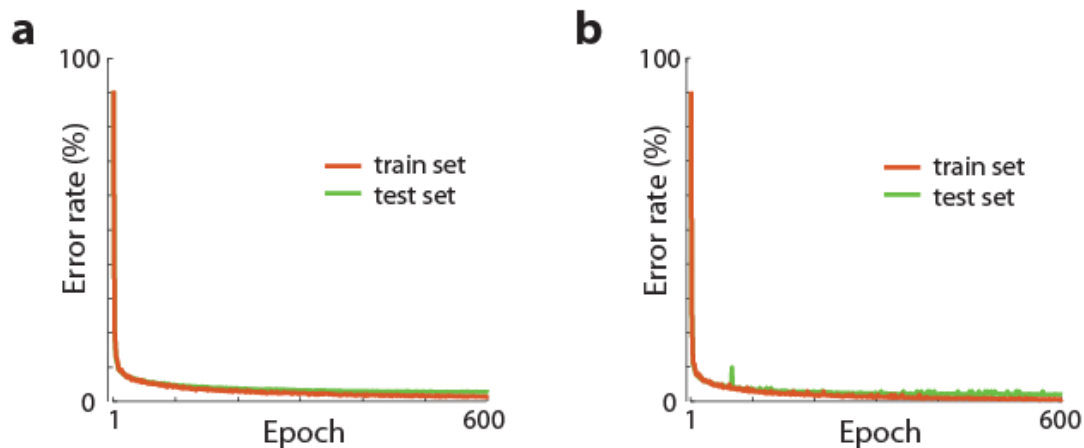 a
100
Error rate (%)
train set
test set
0
1
Epoch
600
b
100
Error rate (%)
train set
test set
0
1
Epoch
600